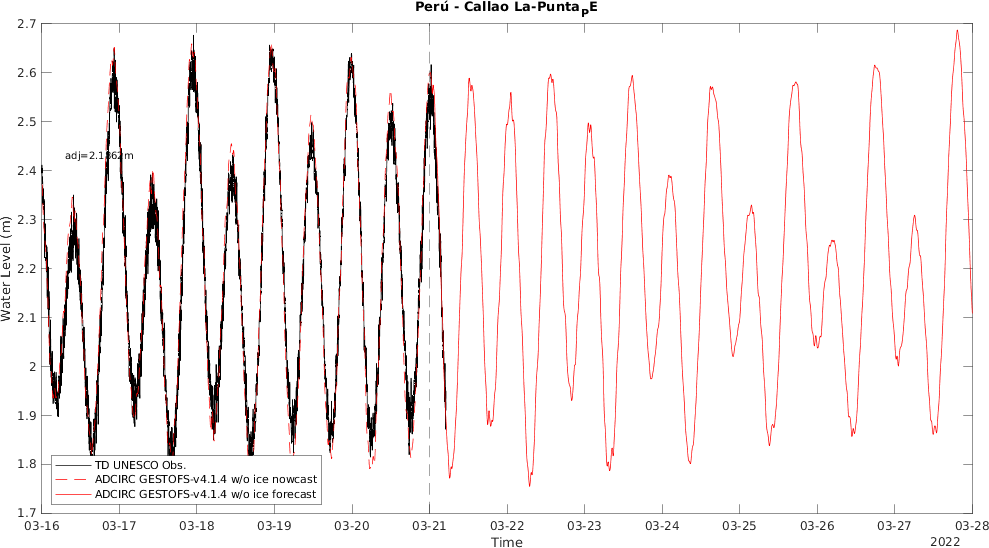 Perú - Callao La-Punta_PE
2.7
2.6
2.5
2.4
2.3
2.2
2.1
2
1.9
1.8
1.7
Water Level (m)
adj=2.1862m
TD UNESCO Obs.
ADCIRC GESTOFS-v4.1.4 w/o ice nowcast
ADCIRC GESTOFS-v4.1.4 w/o ice forecast
03-16 03-17 03-18 03-19 03-20 03-21 03-22 03-23 03-24 03-25 03-26 03-27 03-28
Time
2022